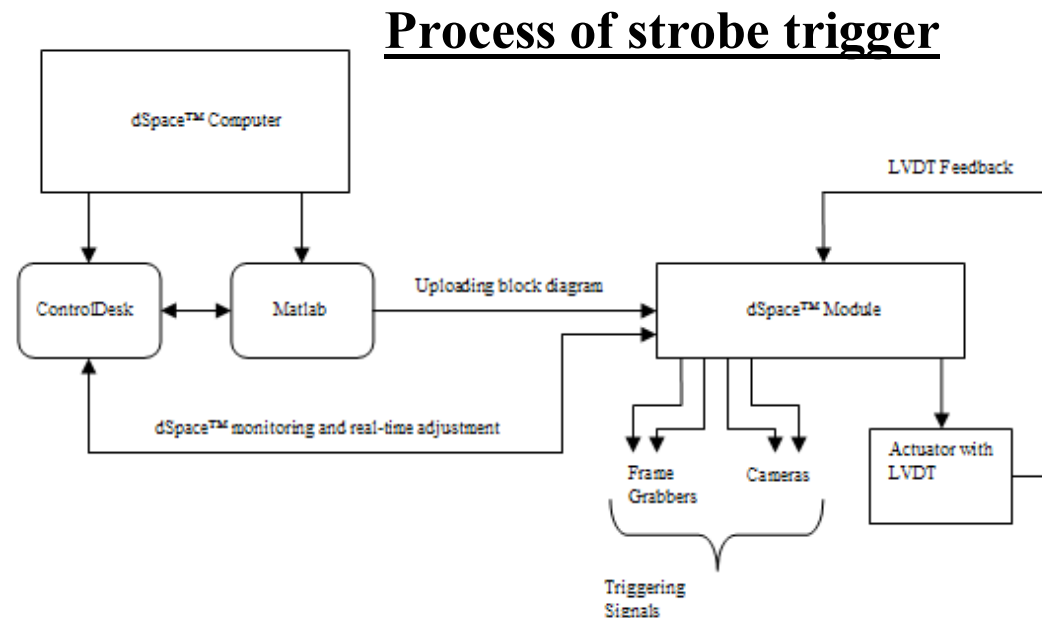 Process of strobe trigger
dSpace™ Computer
LVDT Feedback
ControlDesk
Matlab
Uploading block diagram
dSpace™ Module
dSpace™ monitoring and real-time adjustment
Frame
Grabbers
Cameras
Actuator with
LVDT
Triggering
Signals